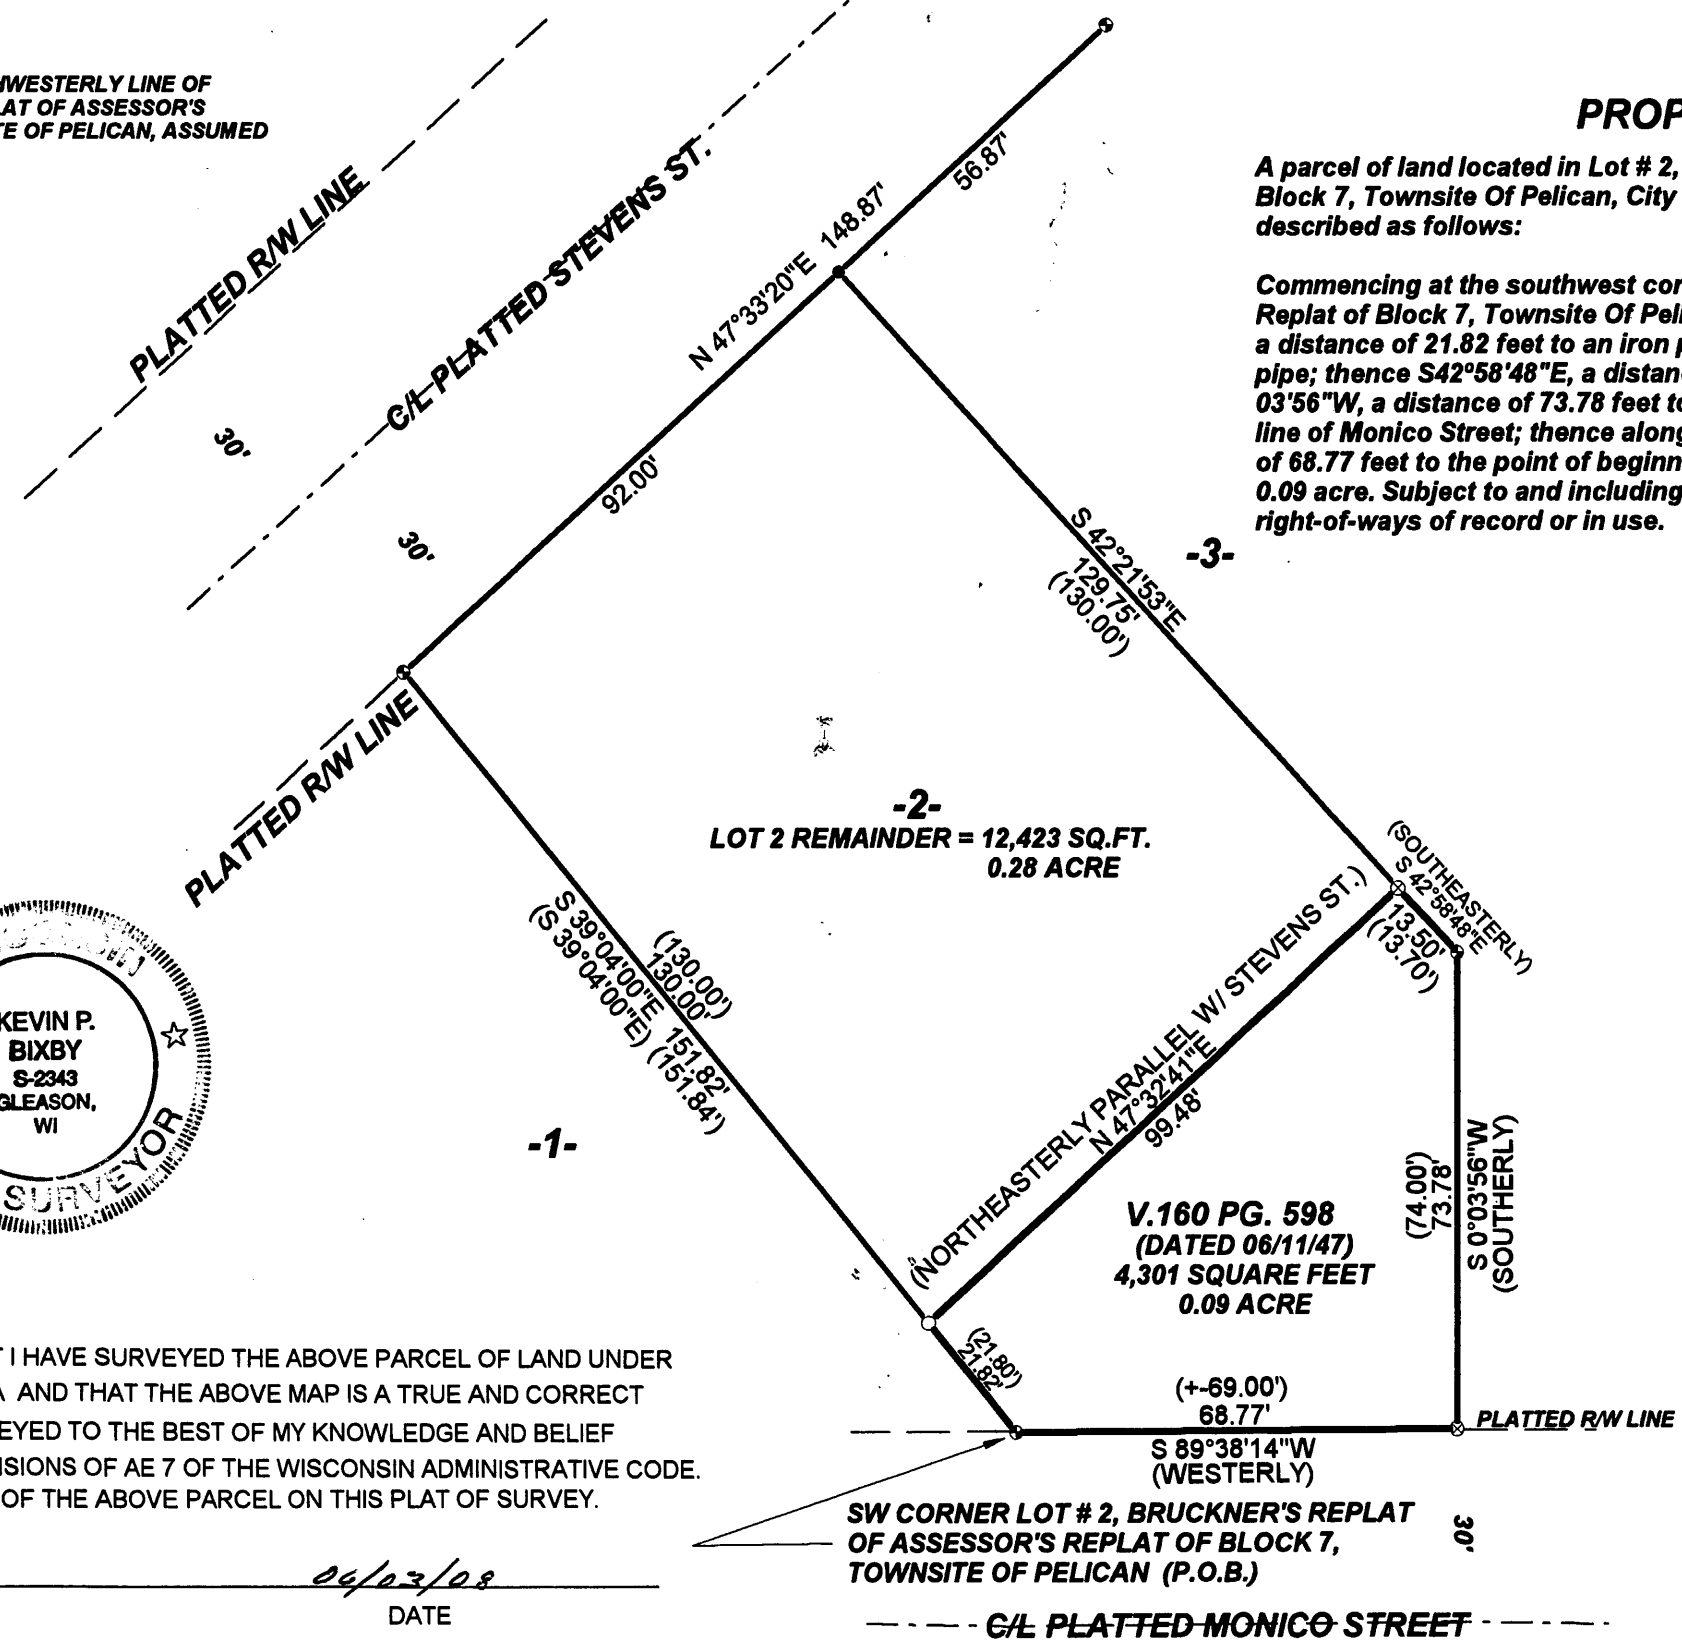 HWESTERLY LINE OF
LAT OF ASSESSOR'S
TE OF PELICAN, ASSUMED
PLATTED R/W LINE
C/L PLATTED STEVENS ST.
30'
30'
N 47°33'20"E 148.87'
56.87'
92.00'
PROP
A parcel of land located in Lot # 2,
Block 7, Townsite Of Pelican, City
described as follows:
Commencing at the southwest cor
Replat of Block 7, Townsite Of Peli
a distance of 21.82 feet to an iron p
pipe; thence S42°58'48"E, a distan
03'56"W, a distance of 73.78 feet to
line of Monico Street; thence along
of 68.77 feet to the point of beginn
0.09 acre. Subject to and including
right-of-ways of record or in use.
S 42°21'53"E
129.75'
(130.00')
-3-
PLATTED R/W LINE
-2-
LOT 2 REMAINDER = 12,423 SQ.FT.
0.28 ACRE
(SOUTHEASTERLY)
S 42°58'48"E
13.50'
(13.70')
(130.00')
130.00'
S 39°04'00"E 151.82'
(S 39°04'00"E) (151.84')
(NORTHEASTERLY PARALLEL W/ STEVENS ST.)
N 47°32'41"E
99.48'
KEVIN P.
BIXBY
S-2343
GLEASON,
WI
SURVEYOR
-1-
V.160 PG. 598
(DATED 06/11/47)
4,301 SQUARE FEET
0.09 ACRE
(74.00')
73.78'
S 0°03'56"W
(SOUTHERLY)
(21.80')
21.82'
(+-69.00')
68.77'
S 89°38'14"W
(WESTERLY)
PLATTED R/W LINE
T I HAVE SURVEYED THE ABOVE PARCEL OF LAND UNDER
AND THAT THE ABOVE MAP IS A TRUE AND CORRECT
EYED TO THE BEST OF MY KNOWLEDGE AND BELIEF
ISIONS OF AE 7 OF THE WISCONSIN ADMINISTRATIVE CODE.
OF THE ABOVE PARCEL ON THIS PLAT OF SURVEY.
06/03/08
DATE
SW CORNER LOT # 2, BRUCKNER'S REPLAT
OF ASSESSOR'S REPLAT OF BLOCK 7,
TOWNSITE OF PELICAN (P.O.B.)
30'
C/L PLATTED MONICO STREET